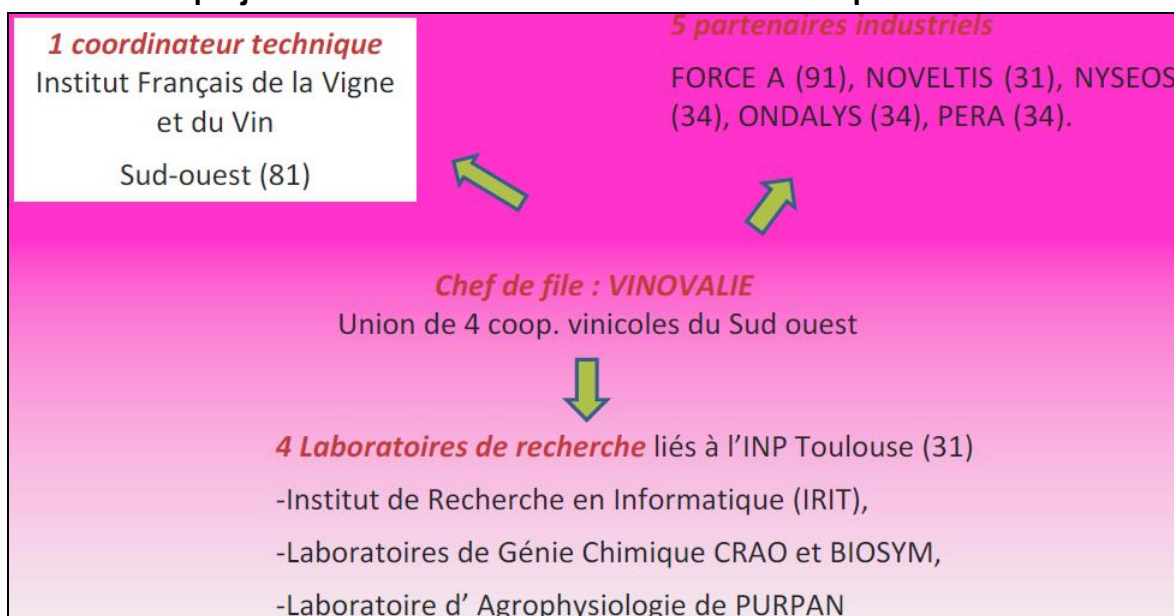 1 coordinateur technique
Institut Français de la Vigne
et du Vin
Sud-ouest (81)
5 partenaires industriels
FORCE A (91), NOVELTIS (31), NYSEOS
(34), ONDALYS (34), PERA (34).
Chef de file : VINOVALIE
Union de 4 coop. vinicoles du Sud ouest
4 Laboratoires de recherche liés à l’INP Toulouse (31)
-Institut de Recherche en Informatique (IRIT),
-Laboratoires de Génie Chimique CRAO et BIOSYM,
-Laboratoire d’ Agrophysiologie de PURPAN